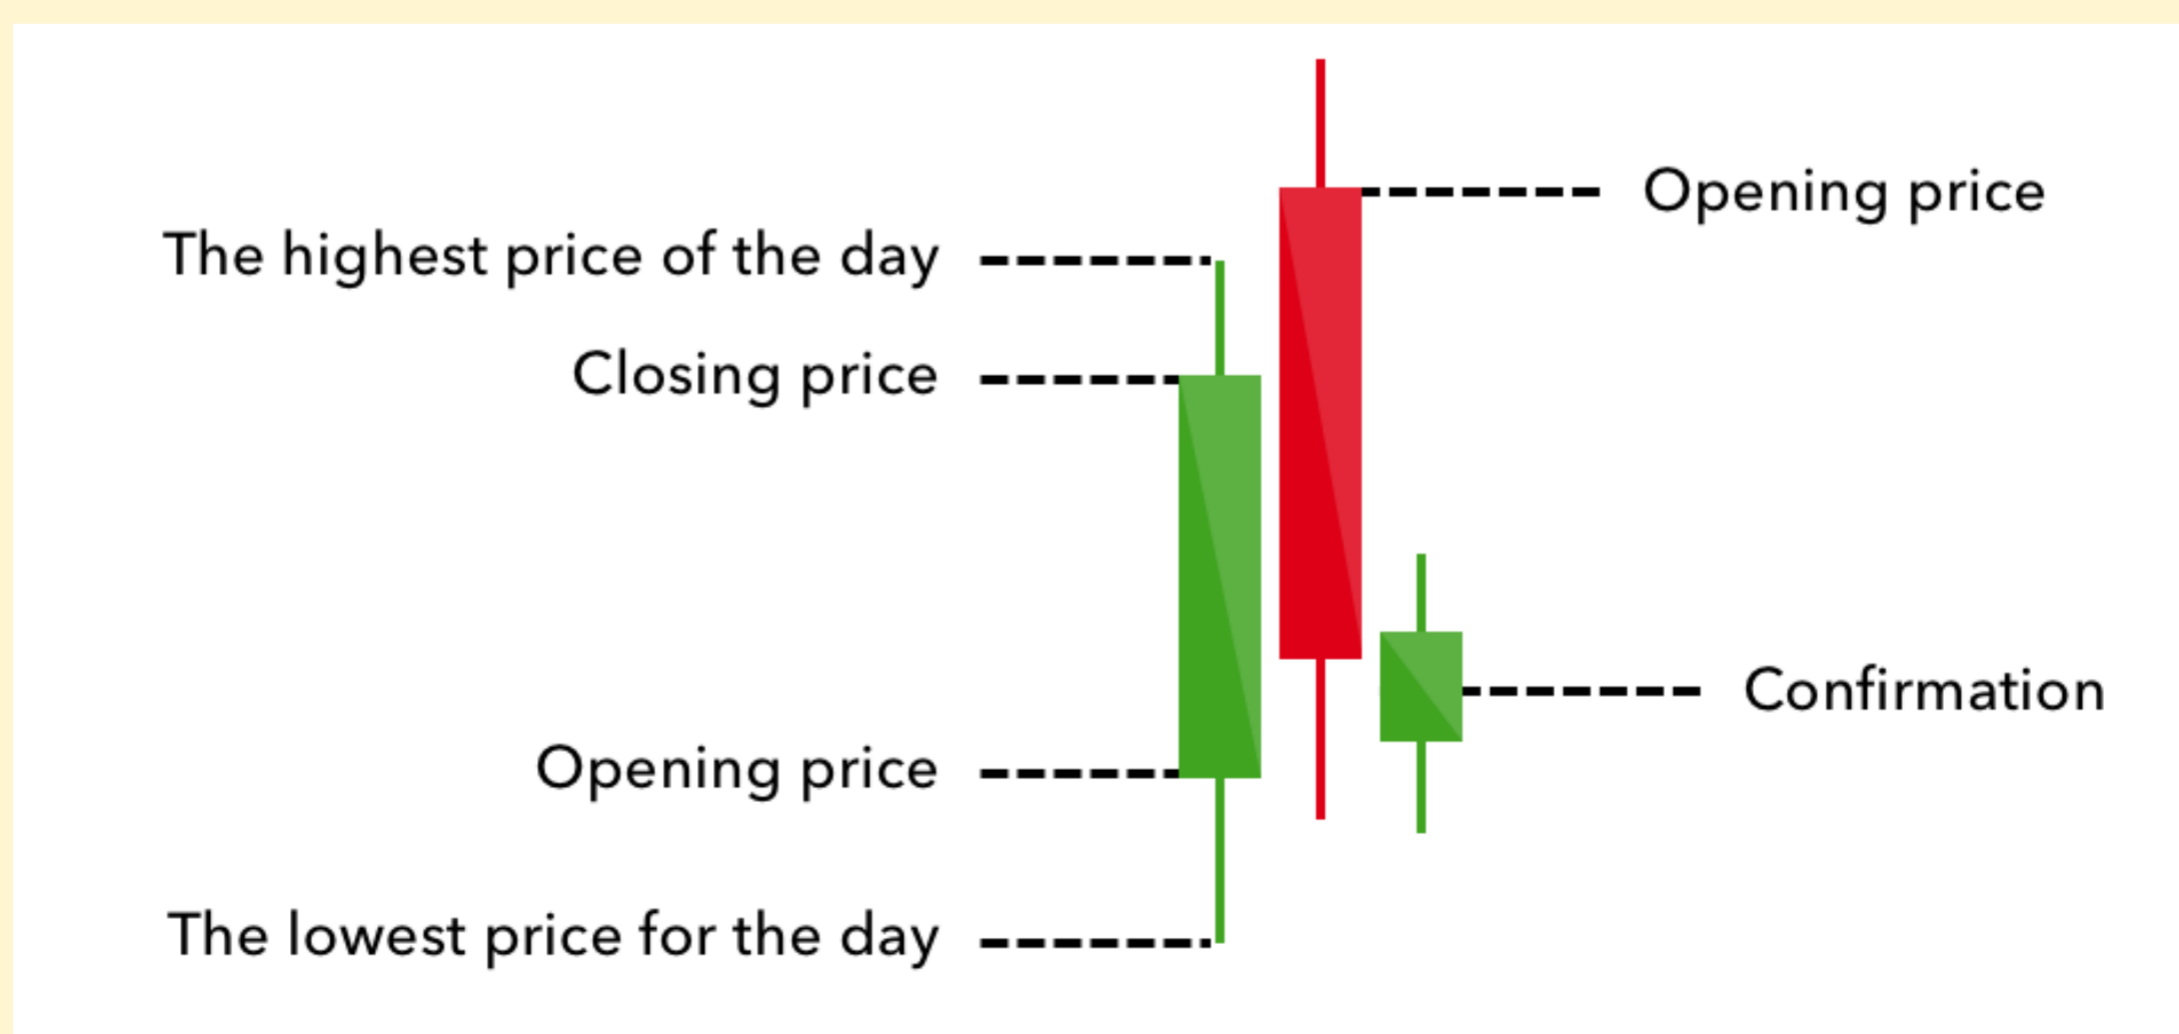 Opening price
The highest price of the day
Closing price
Confirmation
Opening price
The lowest price for the day